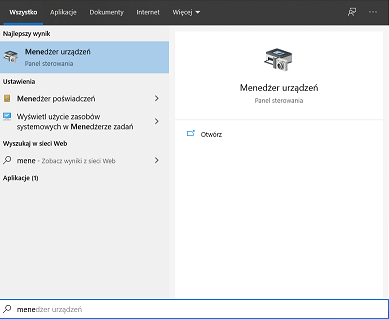 Wszystko Aplikacje Dokumenty Internet Więcej
Najlepszy wynik
Menedżer urządzeń
Panel sterowania
Ustawienia
Menedżer poświadczeń
Wyświetl użycie zasobów
systemowych w Menedżerze zadań
Wyszukaj w sieci Web
mene - Zobacz wyniki z sieci Web
Aplikacje (1)
Menedżer urządzeń
Panel sterowania
Otwórz
menedżer urządzeń